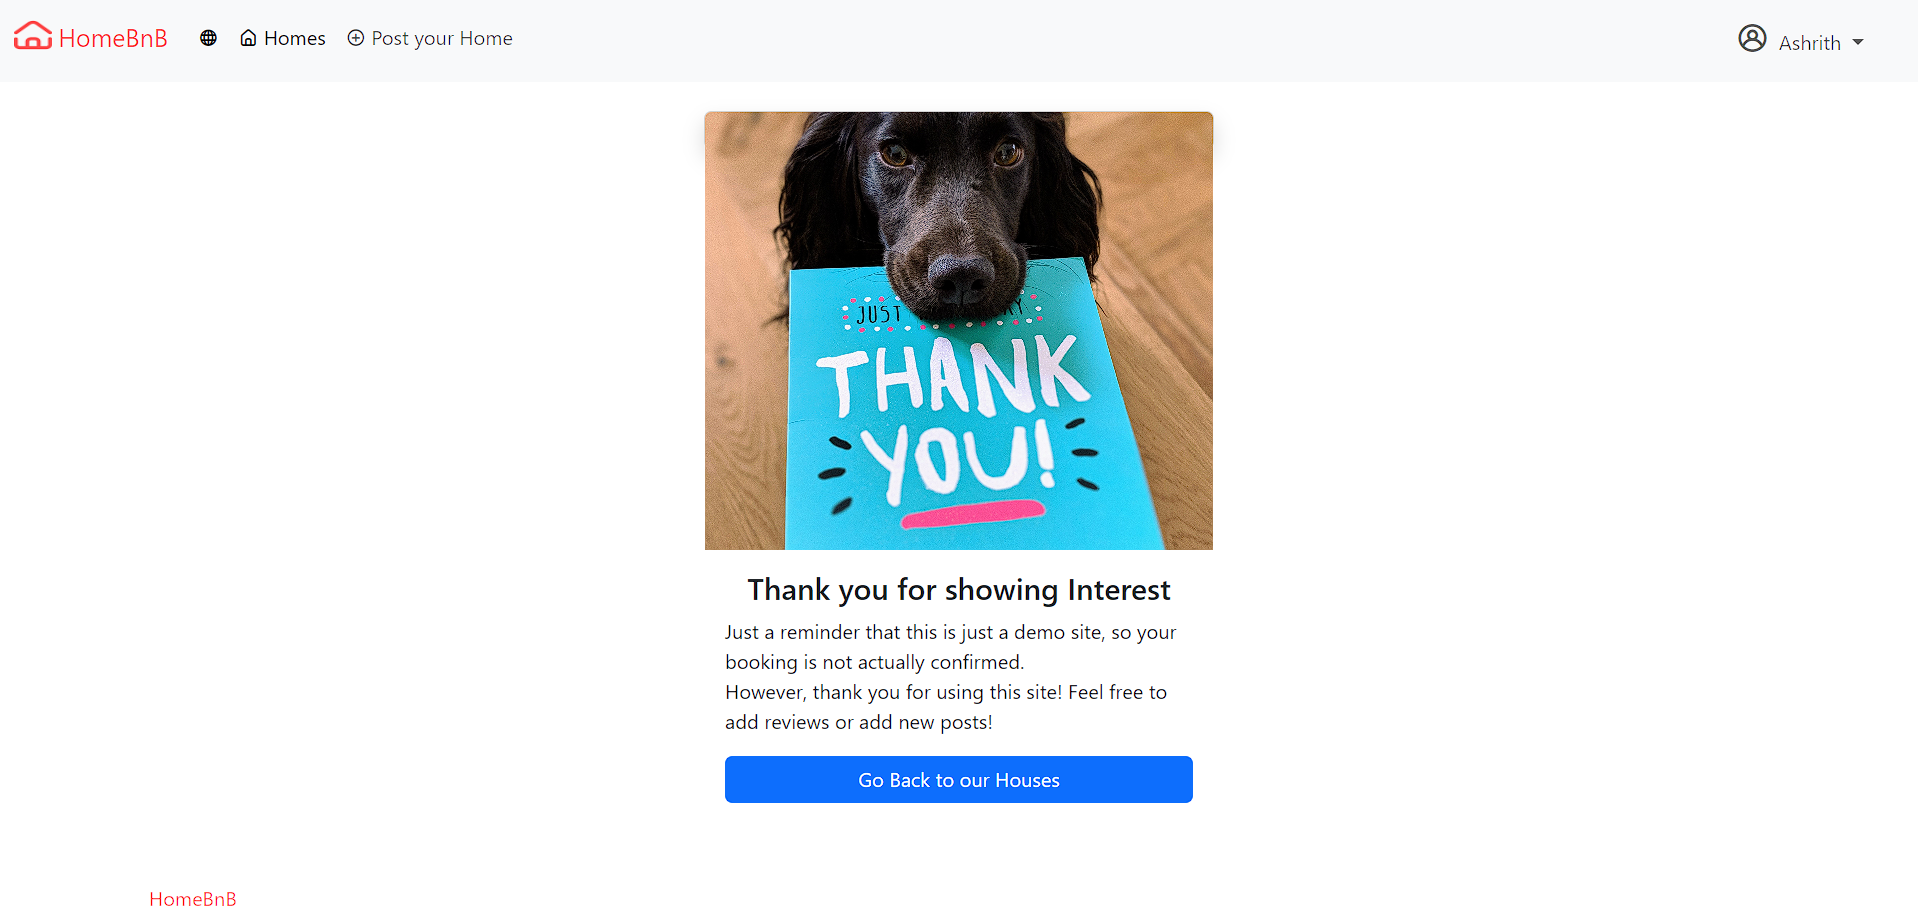 HomeBnB
Homes
Post your Home
Ashrith
JUST
THANK
YOU!
Thank you for showing Interest
Just a reminder that this is just a demo site, so your
booking is not actually confirmed.
However, thank you for using this site! Feel free to
add reviews or add new posts!
Go Back to our Houses
HomeBnB